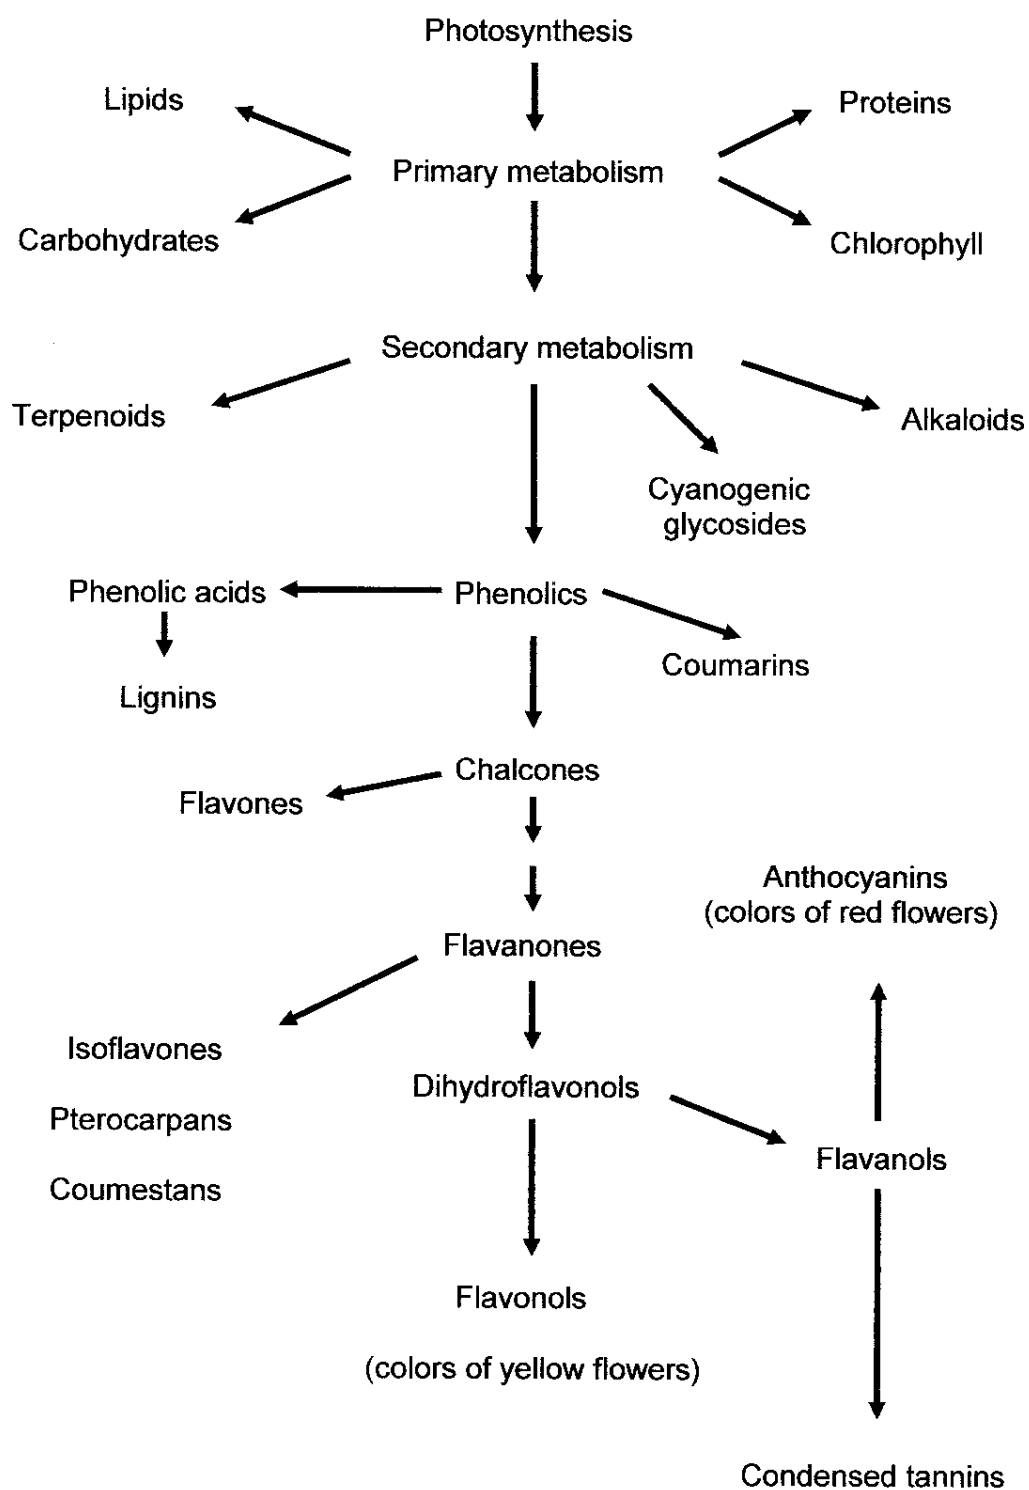 Photosynthesis
Lipids
Proteins
Primary metabolism
Carbohydrates
Chlorophyll
Secondary metabolism
Terpenoids
Alkaloids
Cyanogenic
glycosides
Phenolic acids
Phenolics
Coumarins
Lignins
Chalcones
Flavones
Anthocyanins
(colors of red flowers)
Flavanones
Isoflavones
Dihydroflavonols
Pterocarpans
Flavanols
Coumestans
Flavonols
(colors of yellow flowers)
Condensed tannins